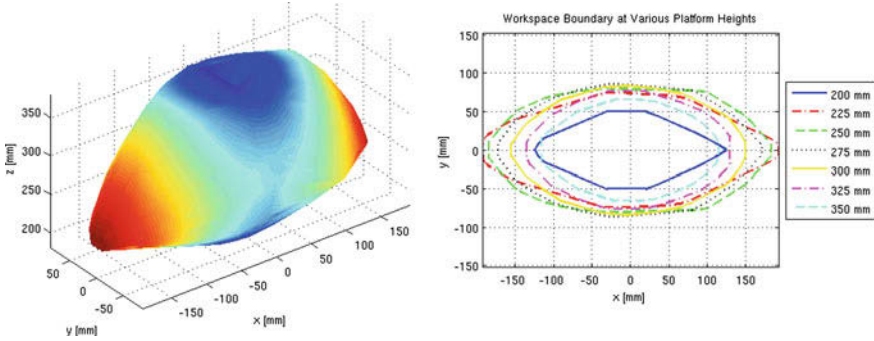 350
300
250
200
z [mm]
50
0
-50
y [mm]
-150
-100
-50
0
50
100
150
x [mm]
Workspace Boundary at Various Platform Heights
150
100
50
0
-50
-100
-150
y [mm]
-150
-100
-50
0
50
100
150
x [mm]
200 mm
225 mm
250 mm
275 mm
300 mm
325 mm
350 mm